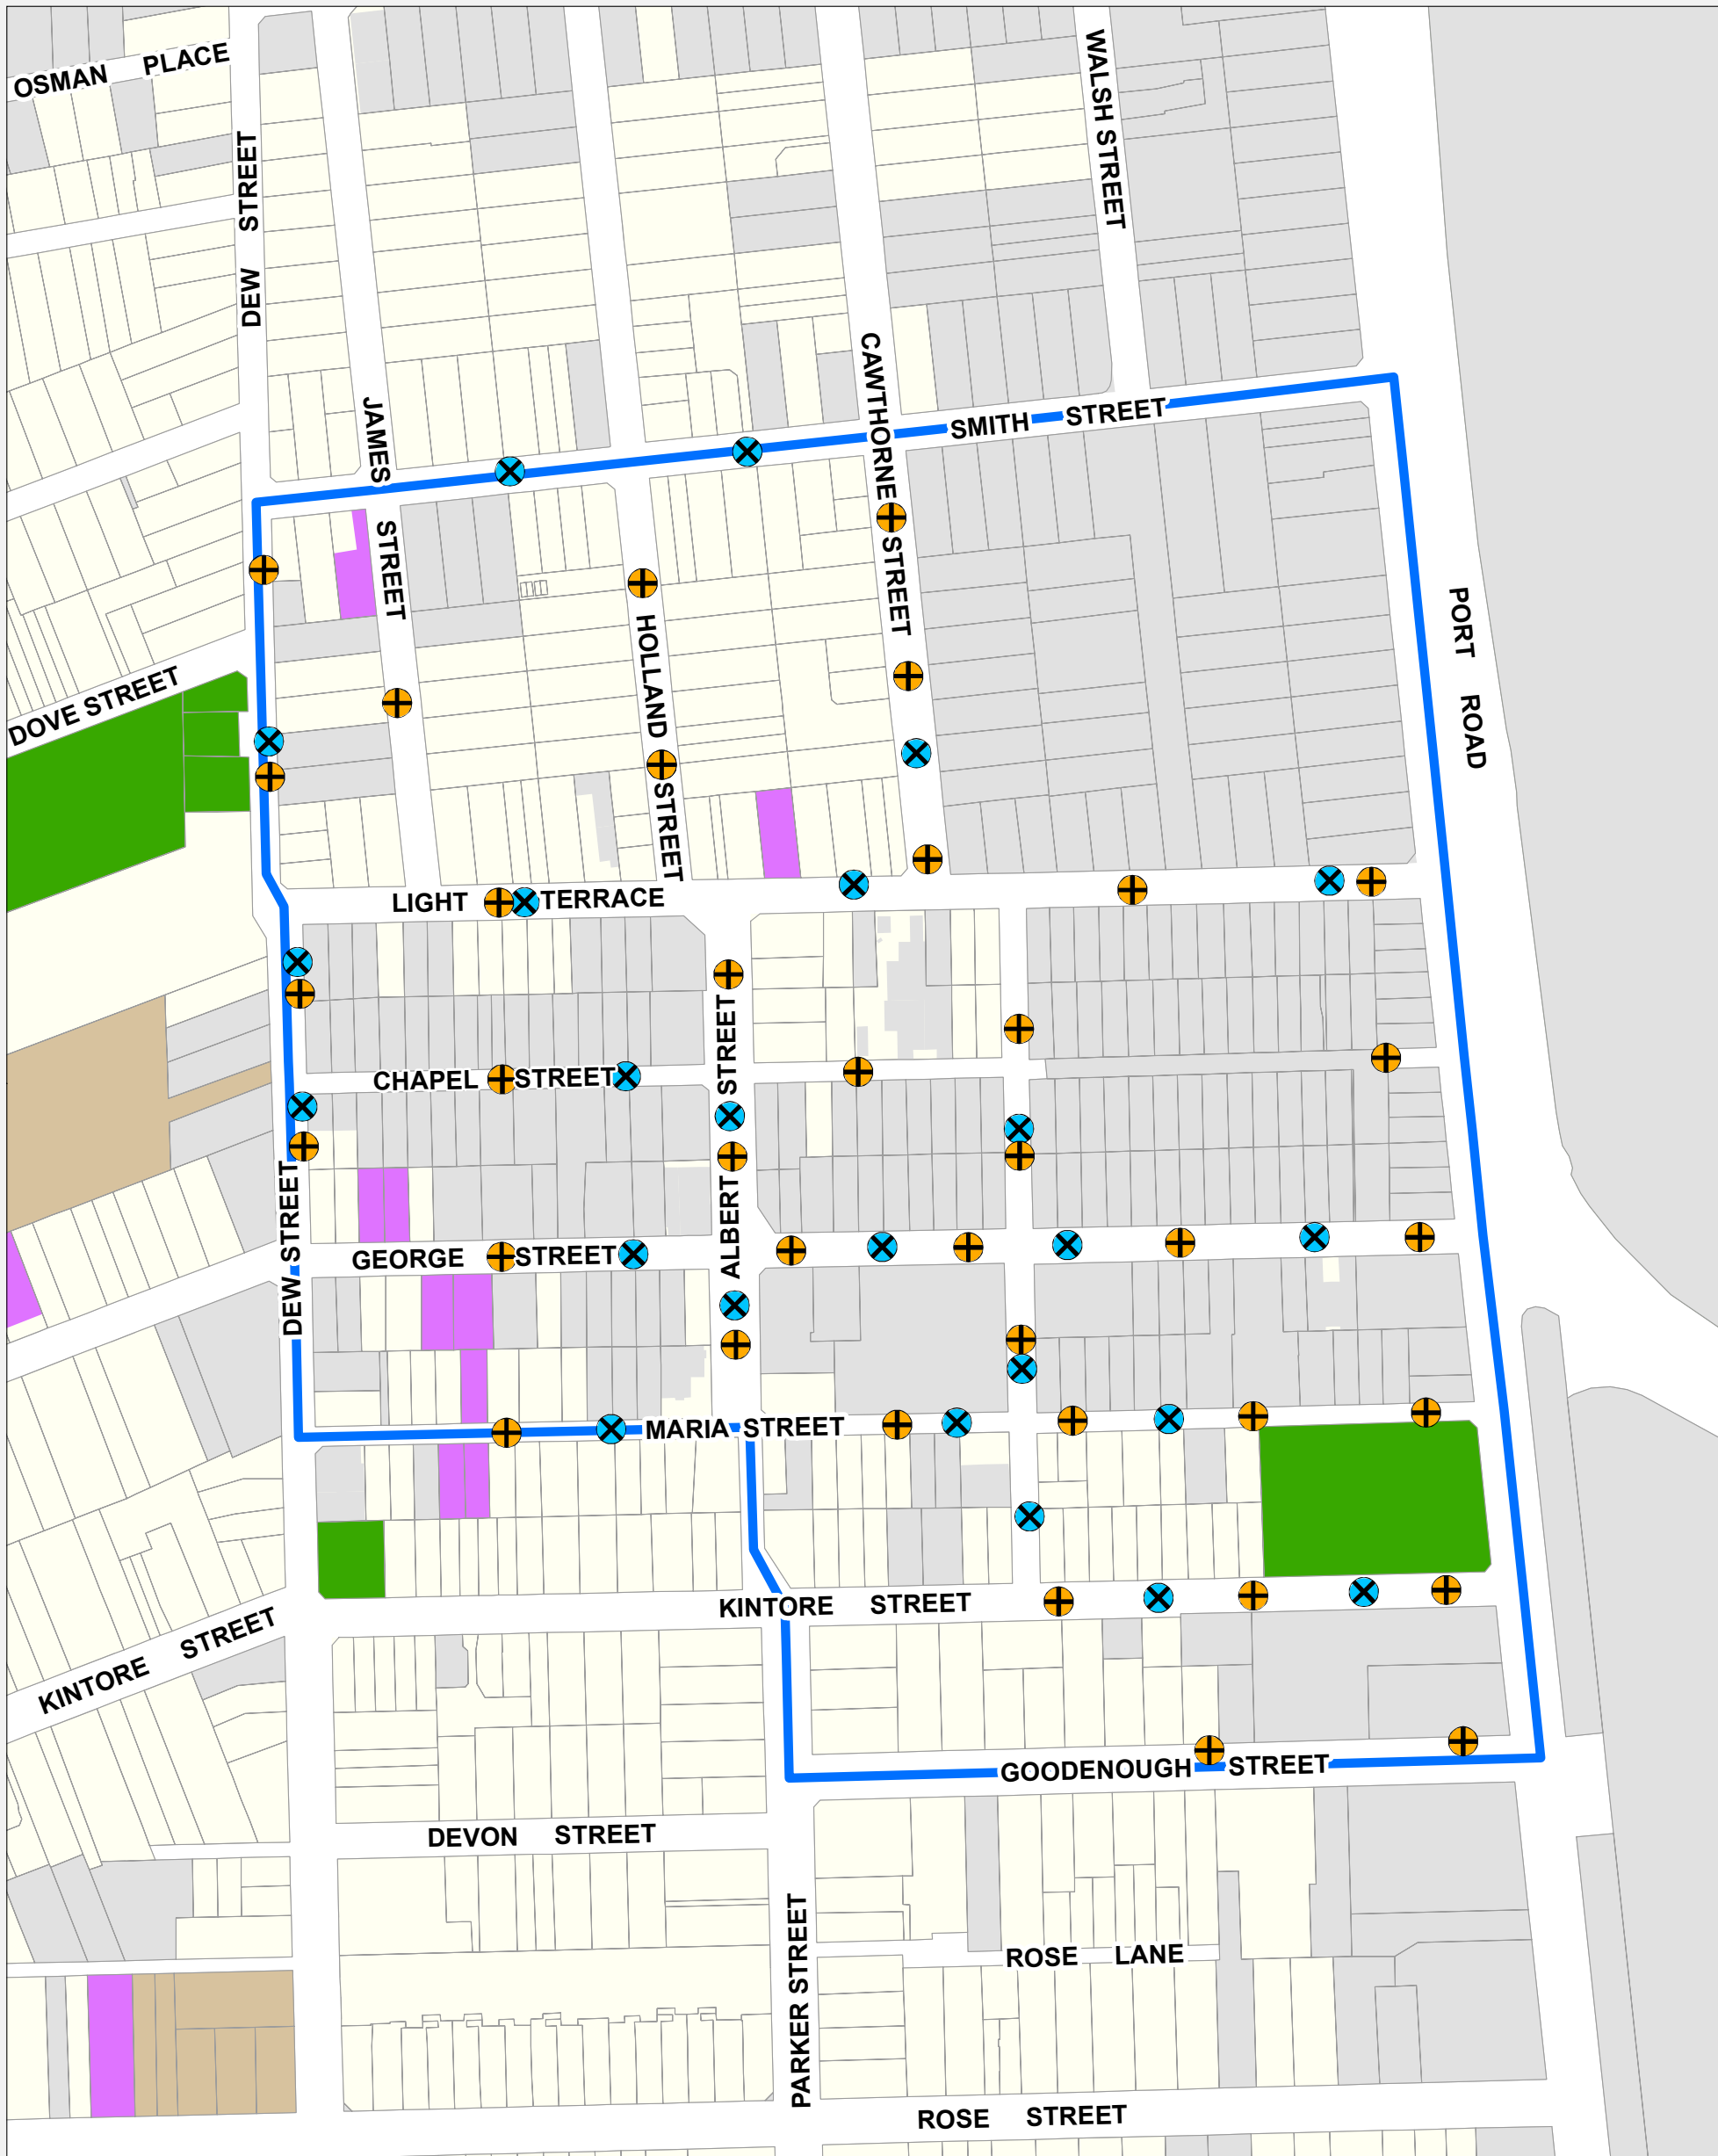 OSMAN PLACE
WALSH STREET
DEW STREET
CAWTHORNE STREET
JAMES STREET
SMITH STREET
PORT ROAD
HOLLAND STREET
DOVE STREET
LIGHT TERRACE
ALBERT STREET
CHAPEL STREET
DEW STREET
GEORGE STREET
MARIA STREET
KINTORE STREET
KINTORE STREET
GOODENOUGH STREET
DEVON STREET
PARKER STREET
ROSE LANE
ROSE STREET